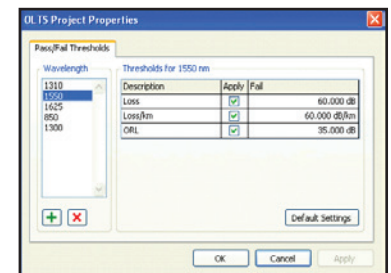 OLTS Project Properties
Pass/Fail Thresholds
Wavelength
1310
1550
1625
850
1300
Thresholds for 1550 nm
Description Apply Fail
Loss 60.000 dB
Loss/km 60.000 dB/km
ORL 35.000 dB
Default Settings
OK Cancel Apply